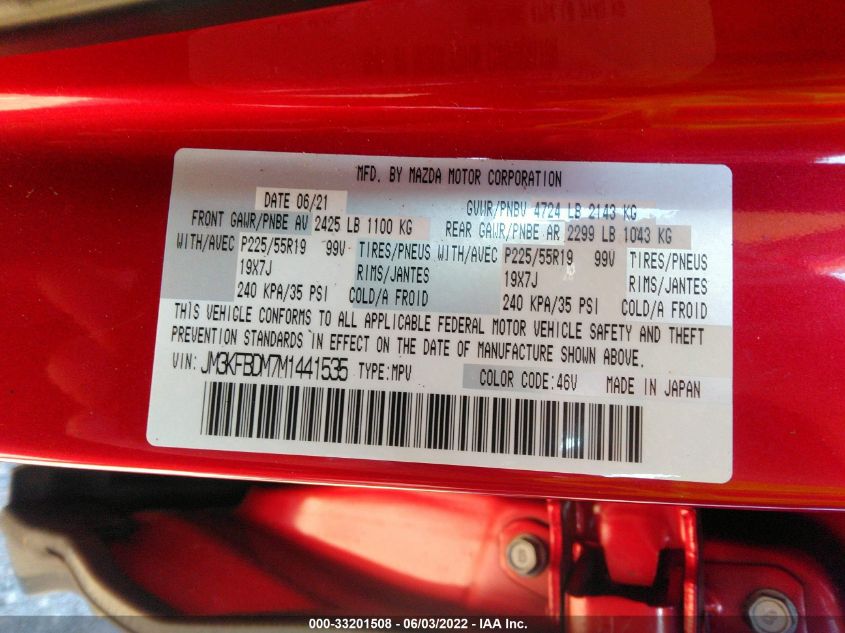 MFD. BY MAZDA MOTOR CORPORATION
DATE 06/21 GVWR/PNBV 4724 LB 2143 KG
FRONT GAWR/PNBE AV 2425 LB 1100 KG REAR GAWR/PNBE AR 2299 LB 1043 KG
WITH/AVEC P225/55R19 99V TIRES/PNEUS WITH/AVEC P225/55R19 99V TIRES/PNEUS
19X7J RIMS/JANTES 19X7J RIMS/JANTES
240 KPA/35 PSI COLD/A FROID 240 KPA/35 PSI COLD/A FROID
THIS VEHICLE CONFORMS TO ALL APPLICABLE FEDERAL MOTOR VEHICLE SAFETY AND THEFT
PREVENTION STANDARDS IN EFFECT ON THE DATE OF MANUFACTURE SHOWN ABOVE.
VIN: JM3KFBDM7M1441535 TYPE:MPV COLOR CODE:46V MADE IN JAPAN
000-33201508 - 06/03/2022 - IAA Inc.